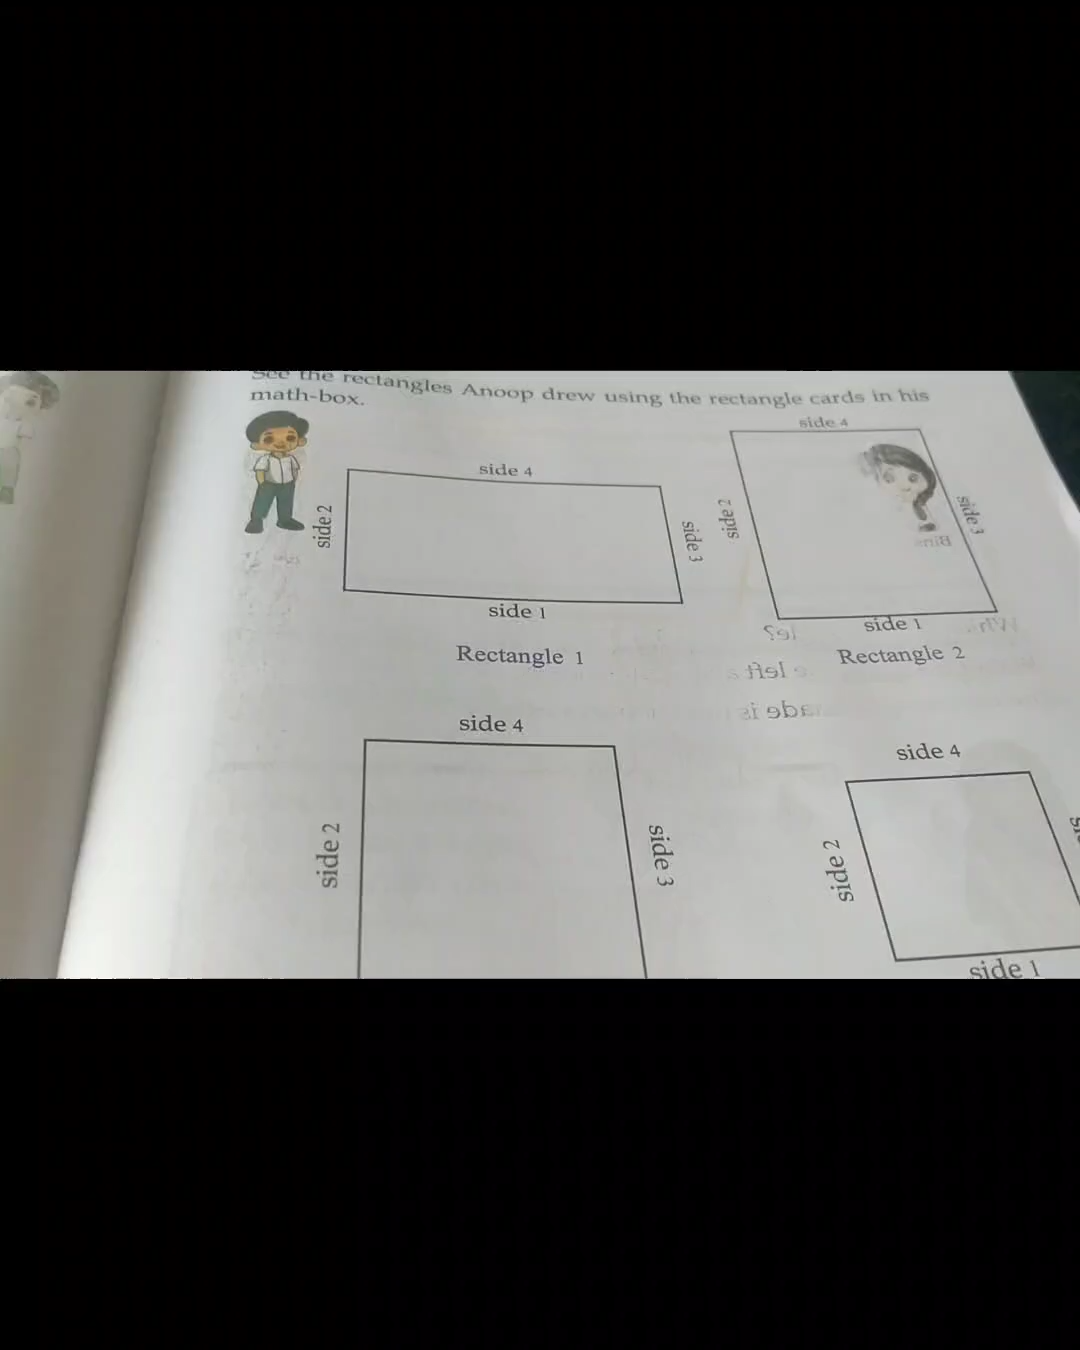 See the rectangles Anoop drew using the rectangle cards in his
math-box.
side 4
side 2
side 3
side 1
Rectangle 1
side 4
side 2
side 3
side 1
Rectangle 2
side 4
side 2
side 3
side 4
side 2
side 1